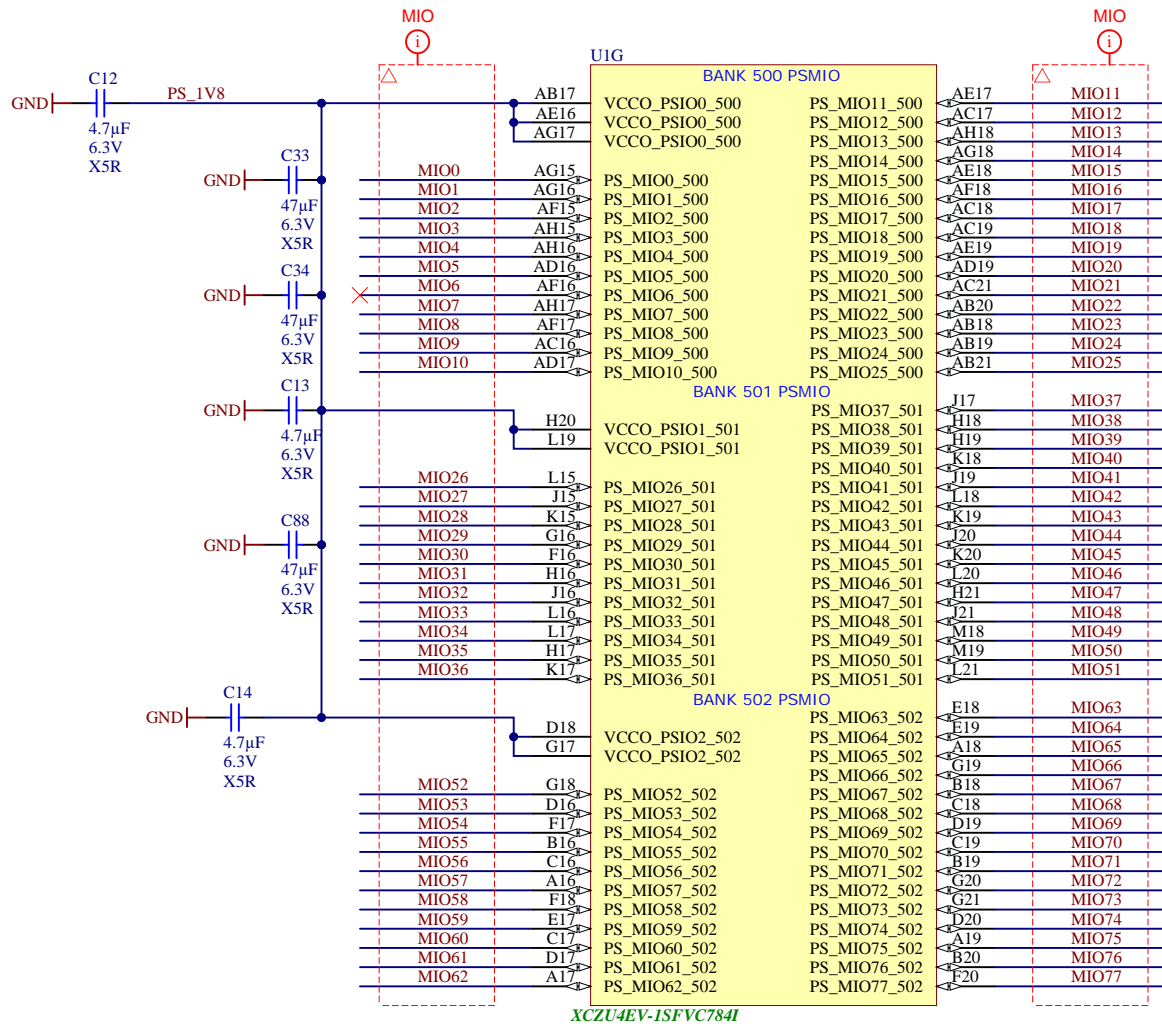 MIO
i
MIO
i
U1G
C12
GND
PS_1V8
4.7µF
6.3V
X5R
C33
GND
47µF
6.3V
X5R
C34
GND
47µF
6.3V
X5R
C13
GND
4.7µF
6.3V
X5R
C88
GND
47µF
6.3V
X5R
C14
GND
4.7µF
6.3V
X5R
BANK 500 PSMIO
AB17 VCCO_PSIO0_500
AE16 VCCO_PSIO0_500
AG17 VCCO_PSIO0_500
MIO0 AG15 PS_MIO0_500
MIO1 AG16 PS_MIO1_500
MIO2 AF15 PS_MIO2_500
MIO3 AH15 PS_MIO3_500
MIO4 AH16 PS_MIO4_500
MIO5 AD16 PS_MIO5_500
MIO6 AF16 PS_MIO6_500
MIO7 AH17 PS_MIO7_500
MIO8 AF17 PS_MIO8_500
MIO9 AC16 PS_MIO9_500
MIO10 AD17 PS_MIO10_500
PS_MIO11_500 AE17 MIO11
PS_MIO12_500 AC17 MIO12
PS_MIO13_500 AH18 MIO13
PS_MIO14_500 AG18 MIO14
PS_MIO15_500 AE18 MIO15
PS_MIO16_500 AF18 MIO16
PS_MIO17_500 AC18 MIO17
PS_MIO18_500 AC19 MIO18
PS_MIO19_500 AE19 MIO19
PS_MIO20_500 AD19 MIO20
PS_MIO21_500 AC21 MIO21
PS_MIO22_500 AB20 MIO22
PS_MIO23_500 AB18 MIO23
PS_MIO24_500 AB19 MIO24
PS_MIO25_500 AB21 MIO25
BANK 501 PSMIO
H20 VCCO_PSIO1_501
L19 VCCO_PSIO1_501
MIO26 L15 PS_MIO26_501
MIO27 J15 PS_MIO27_501
MIO28 K15 PS_MIO28_501
MIO29 G16 PS_MIO29_501
MIO30 F16 PS_MIO30_501
MIO31 H16 PS_MIO31_501
MIO32 J16 PS_MIO32_501
MIO33 L16 PS_MIO33_501
MIO34 L17 PS_MIO34_501
MIO35 H17 PS_MIO35_501
MIO36 K17 PS_MIO36_501
PS_MIO37_501 J17 MIO37
PS_MIO38_501 H18 MIO38
PS_MIO39_501 H19 MIO39
PS_MIO40_501 K18 MIO40
PS_MIO41_501 J19 MIO41
PS_MIO42_501 L18 MIO42
PS_MIO43_501 K19 MIO43
PS_MIO44_501 J20 MIO44
PS_MIO45_501 K20 MIO45
PS_MIO46_501 L20 MIO46
PS_MIO47_501 H21 MIO47
PS_MIO48_501 J21 MIO48
PS_MIO49_501 M18 MIO49
PS_MIO50_501 M19 MIO50
PS_MIO51_501 L21 MIO51
BANK 502 PSMIO
D18 VCCO_PSIO2_502
G17 VCCO_PSIO2_502
MIO52 G18 PS_MIO52_502
MIO53 D16 PS_MIO53_502
MIO54 F17 PS_MIO54_502
MIO55 B16 PS_MIO55_502
MIO56 C16 PS_MIO56_502
MIO57 A16 PS_MIO57_502
MIO58 F18 PS_MIO58_502
MIO59 E17 PS_MIO59_502
MIO60 C17 PS_MIO60_502
MIO61 D17 PS_MIO61_502
MIO62 A17 PS_MIO62_502
PS_MIO63_502 E18 MIO63
PS_MIO64_502 E19 MIO64
PS_MIO65_502 A18 MIO65
PS_MIO66_502 G19 MIO66
PS_MIO67_502 B18 MIO67
PS_MIO68_502 C18 MIO68
PS_MIO69_502 D19 MIO69
PS_MIO70_502 C19 MIO70
PS_MIO71_502 B19 MIO71
PS_MIO72_502 G20 MIO72
PS_MIO73_502 G21 MIO73
PS_MIO74_502 D20 MIO74
PS_MIO75_502 A19 MIO75
PS_MIO76_502 B20 MIO76
PS_MIO77_502 F20 MIO77
XCZU4EV-1SFVC784I